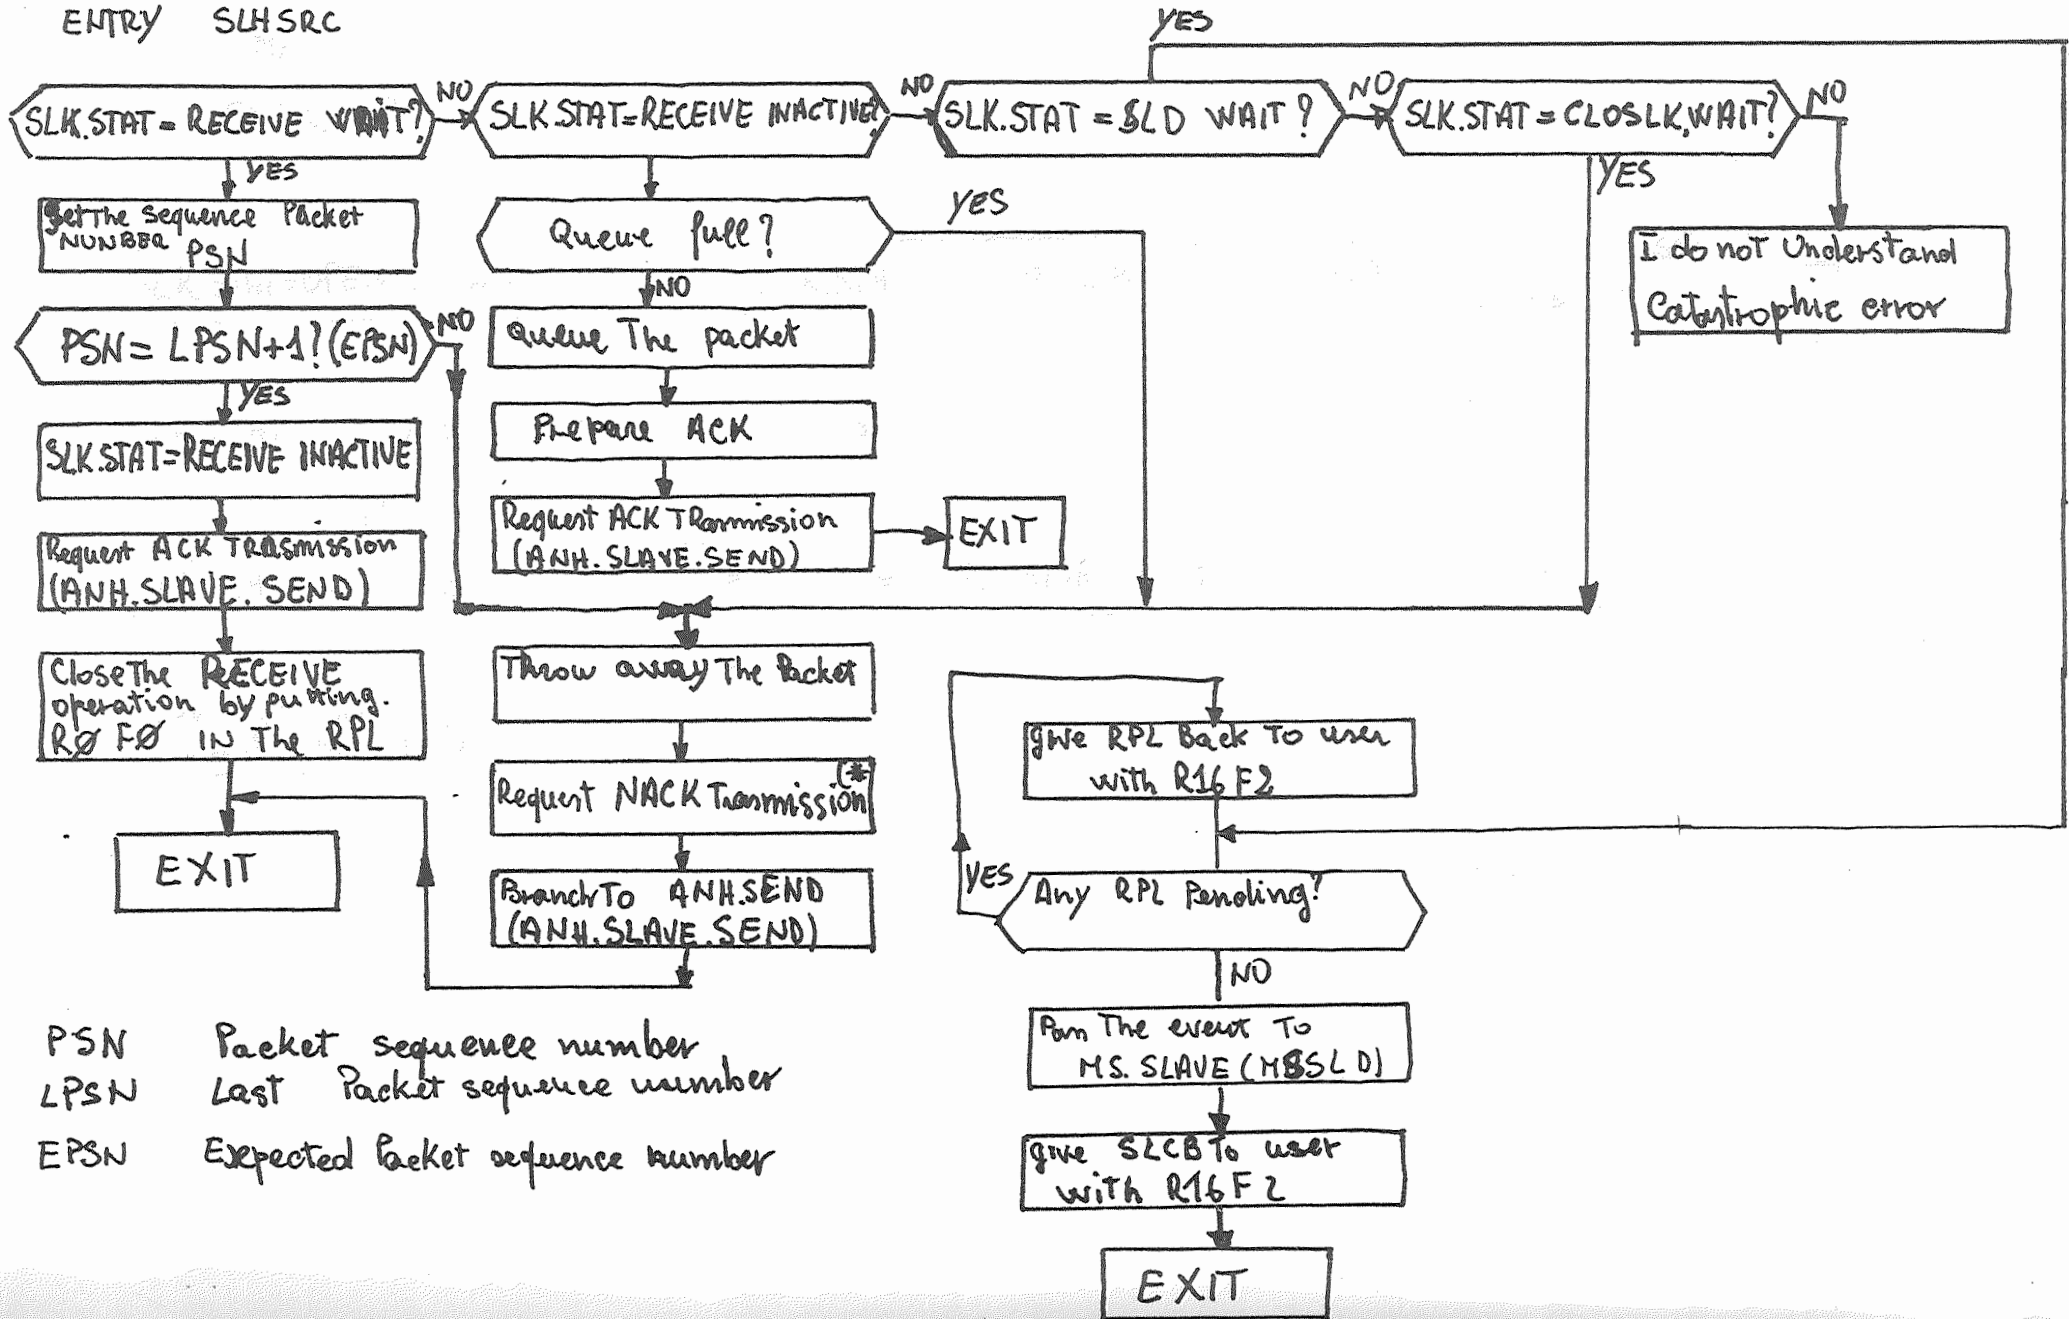 ENTRY SLHSRC
YES
SLK.STAT = RECEIVE WAIT?
NO
SLK.STAT=RECEIVE INACTIVE?
NO
SLK.STAT = SLD WAIT?
NO
SLK.STAT = CLOSLK.WAIT?
NO
YES
get The sequence Packet
NUNBER PSN
Queue full?
YES
YES
I do not Understand
Catastrophic error
NO
PSN = LPSN+1? (EPSN)
NO
Queue The packet
YES
SLK.STAT=RECEIVE INACTIVE
Prepare ACK
Request ACK TRASmission
(ANH.SLAVE.SEND)
Request ACK TRansmission
(ANH.SLAVE.SEND)
EXIT
Close The RECEIVE
operation by putting.
RØ FØ IN The RPL
Throw away The Packet
give RPL Back To user
with R16 F2
Request NACK Transmission
(*
EXIT
Branch To ANH.SEND
(ANH.SLAVE.SEND)
YES
Any RPL Pending?
NO
PSN Packet sequence number
LPSN Last Packet sequence number
EPSN Exepected Packet sequence number
Pass The event To
MS.SLAVE (MSSLD)
give SLCB To user
with R16 F2
EXIT